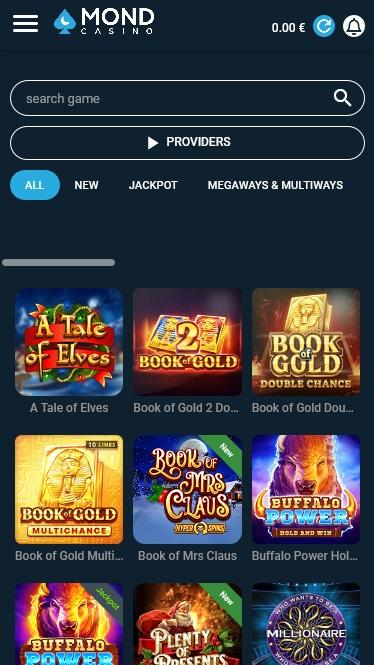 MOND
CASINO
0.00 €
search game
PROVIDERS
ALL NEW JACKPOT MEGAWAYS & MULTIWAYS
A Tale
of Elves
2
BOOK of GOLD
BOOK
of
GOLD
DOUBLE CHANCE
A Tale of Elves
Book of Gold 2 Do...
Book of Gold Dou...
10 LINES
BOOK of GOLD
MULTICHANCE
New
BOOK OF
MRS
CLAUS
HYPER SPINS
BUFFALO
POWER
HOLD AND WIN
Book of Gold Multi...
Book of Mrs Claus
Buffalo Power Hol...
Jackpot
BUFFALO
POWER
New
PLENTY
OF
PRESENTS
WHO WANTS TO BE A
MILLIONAIRE